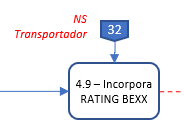 NS
Transportador
32
4.9 – Incorpora
RATING BEXX